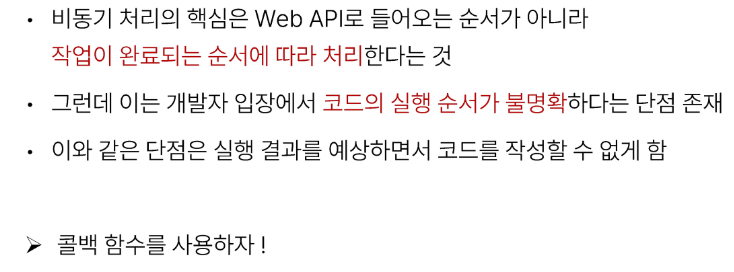 • 비동기 처리의 핵심은 Web API로 들어오는 순서가 아니라
작업이 완료되는 순서에 따라 처리한다는 것
• 그런데 이는 개발자 입장에서 코드의 실행 순서가 불명확하다는 단점 존재
• 이와 같은 단점은 실행 결과를 예상하면서 코드를 작성할 수 없게 함
➢ 콜백 함수를 사용하자 !